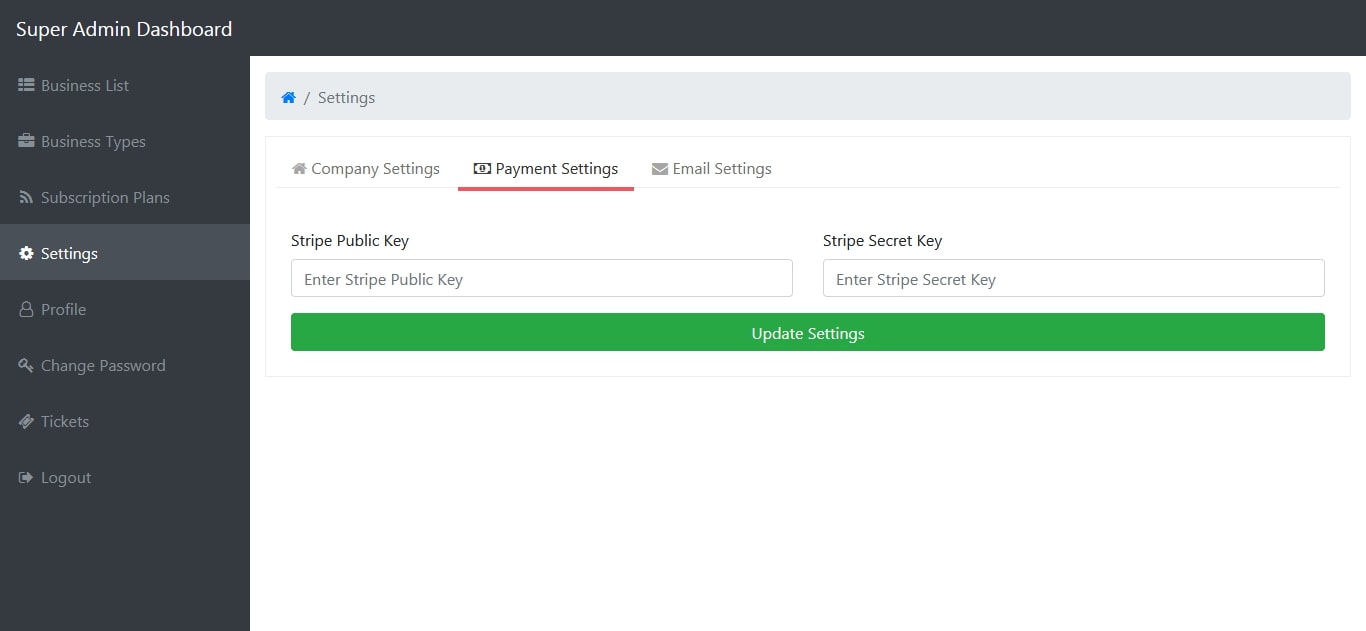 Super Admin Dashboard
Business List
Business Types
Subscription Plans
Settings
Profile
Change Password
Tickets
Logout
/ Settings
Company Settings Payment Settings Email Settings
Stripe Public Key Stripe Secret Key
Enter Stripe Public Key Enter Stripe Secret Key
Update Settings